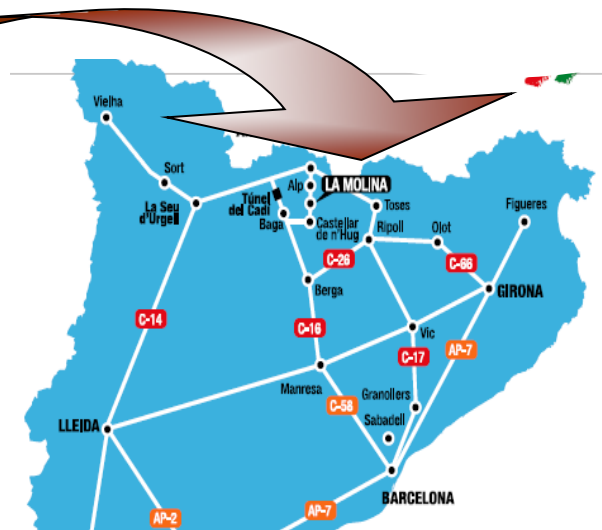 Vielha
Sort
La Seu
d'Urgell
Túnel
del Cadí
Alp
LA MOLINA
Baga
Castellar
de n'Hug
Toses
Ripoll
Olot
Figueres
C-26
C-66
Berga
GIRONA
C-14
C-16
Vic
C-17
AP-7
Manresa
C-58
Granollers
Sabadell
LLEIDA
BARCELONA
AP-2
AP-7